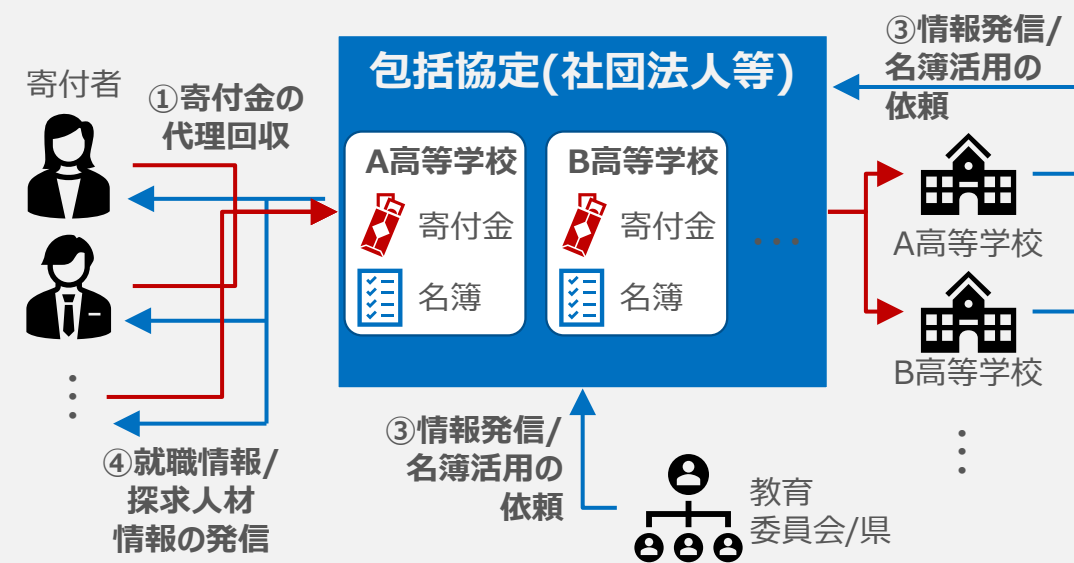 寄付者
①寄付金の
代理回収
包括協定(社団法人等)
A高等学校
寄付金
名簿
B高等学校
寄付金
名簿
…
③情報発信/
名簿活用の
依頼
A高等学校
B高等学校
⋮
⋮
④就職情報/
探求人材
情報の発信
③情報発信/
名簿活用の
依頼
教育
委員会/県